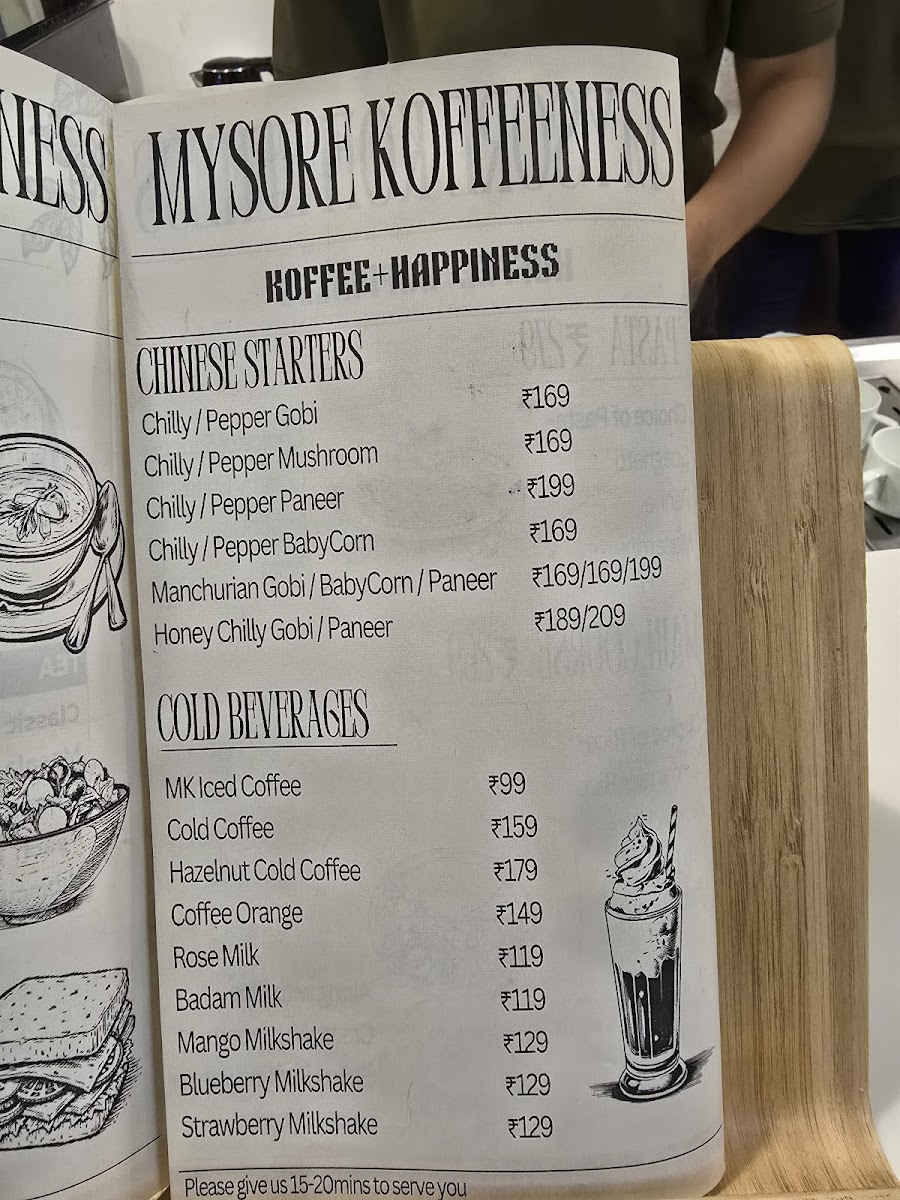 NESS
MYSORE KOFFEENESS
KOFFEE+HAPPINESS
CHINESE STARTERS
Chilly / Pepper Gobi ₹169
Chilly / Pepper Mushroom ₹169
Chilly / Pepper Paneer ₹199
Chilly / Pepper BabyCorn ₹169
Manchurian Gobi / BabyCorn / Paneer ₹169/169/199
Honey Chilly Gobi / Paneer ₹189/209
COLD BEVERAGES
MK Iced Coffee ₹99
Cold Coffee ₹159
Hazelnut Cold Coffee ₹179
Coffee Orange ₹149
Rose Milk ₹119
Badam Milk ₹119
Mango Milkshake ₹129
Blueberry Milkshake ₹129
Strawberry Milkshake ₹129
Please give us 15-20mins to serve you